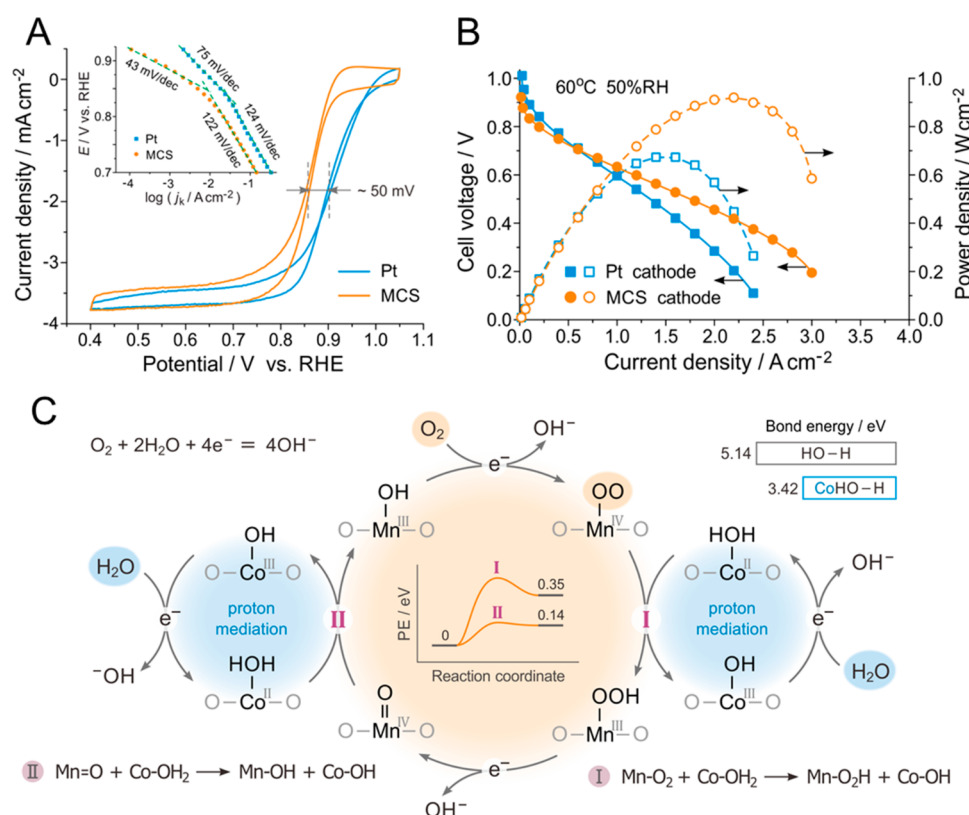 A
Current density / mA cm⁻²
0
-1
-2
-3
-4
0.4 0.5 0.6 0.7 0.8 0.9 1.0 1.1
Potential / V vs. RHE
E / V vs. RHE
0.9
0.8
0.7
-4 -3 -2 -1 0
log ( jk / A cm⁻²)
43 mV/dec
75 mV/dec
122 mV/dec
124 mV/dec
Pt
MCS
~ 50 mV
Pt
MCS
B
60°C 50%RH
Cell voltage / V
1.0
0.8
0.6
0.4
0.2
0.0
Power density / W cm⁻²
1.0
0.8
0.6
0.4
0.2
0.0
Pt cathode
MCS cathode
0.0 0.5 1.0 1.5 2.0 2.5 3.0 3.5 4.0
Current density / A cm⁻²
C
O₂ + 2H₂O + 4e⁻ = 4OH⁻
Bond energy / eV
5.14 HO–H
3.42 CoHO–H
O₂
OH⁻
e⁻
OH
O–Mn–O
III
OO
O–Mn–O
IV
H₂O
e⁻
⁻OH
OH
O–Co–O
III
proton
mediation
HOH
O–Co–O
II
II
PE / eV
0
I
0.35
II
0.14
Reaction coordinate
I
HOH
O–Co–O
II
proton
mediation
OH
O–Co–O
III
OH⁻
e⁻
H₂O
O
O–Mn–O
IV
OOH
O–Mn–O
III
e⁻
OH⁻
II Mn=O + Co-OH₂ ⟶ Mn-OH + Co-OH
I Mn-O₂ + Co-OH₂ ⟶ Mn-O₂H + Co-OH